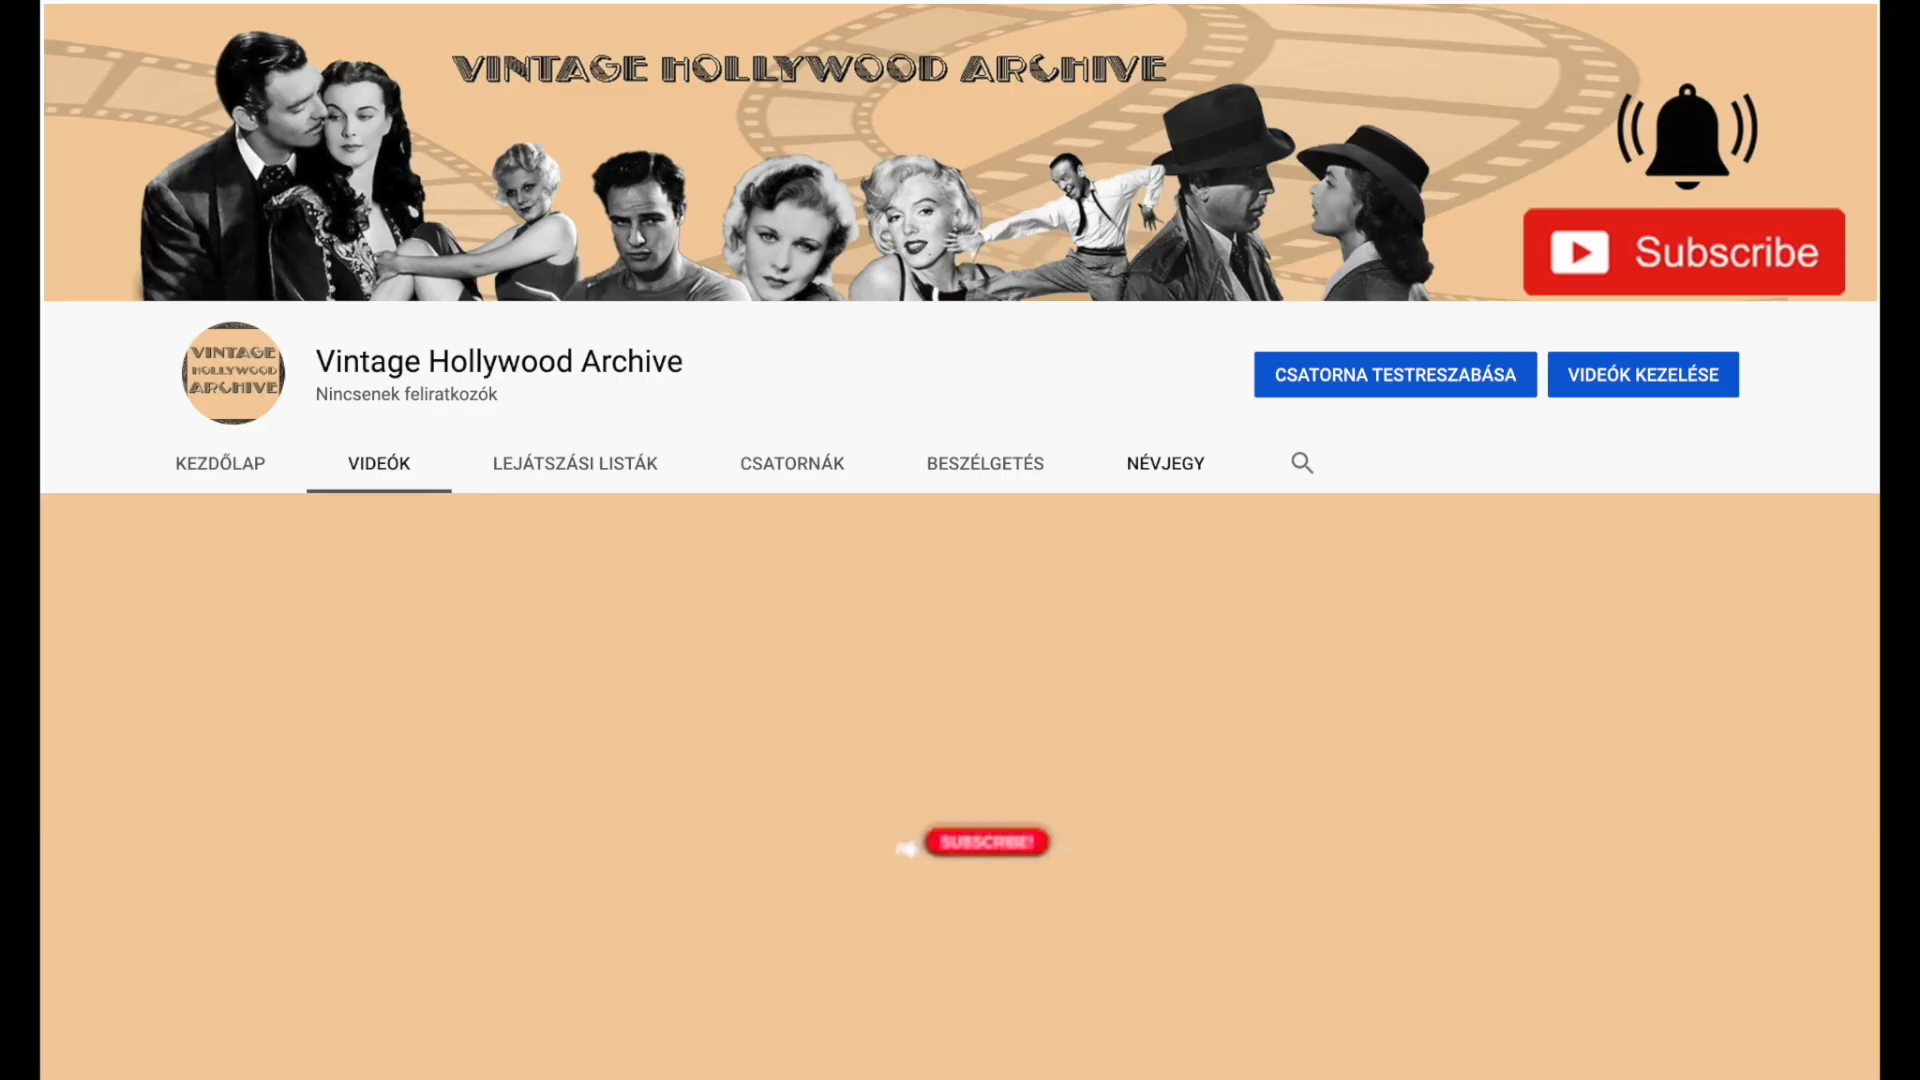 VINTAGE HOLLYWOOD ARCHIVE
Subscribe
VINTAGE
HOLLYWOOD
ARCHIVE
Vintage Hollywood Archive
Nincsenek feliratkozók
CSATORNA TESTRESZABÁSA
VIDEÓK KEZELÉSE
KEZDŐLAP
VIDEÓK
LEJÁTSZÁSI LISTÁK
CSATORNÁK
BESZÉLGETÉS
NÉVJEGY
SUBSCRIBE!